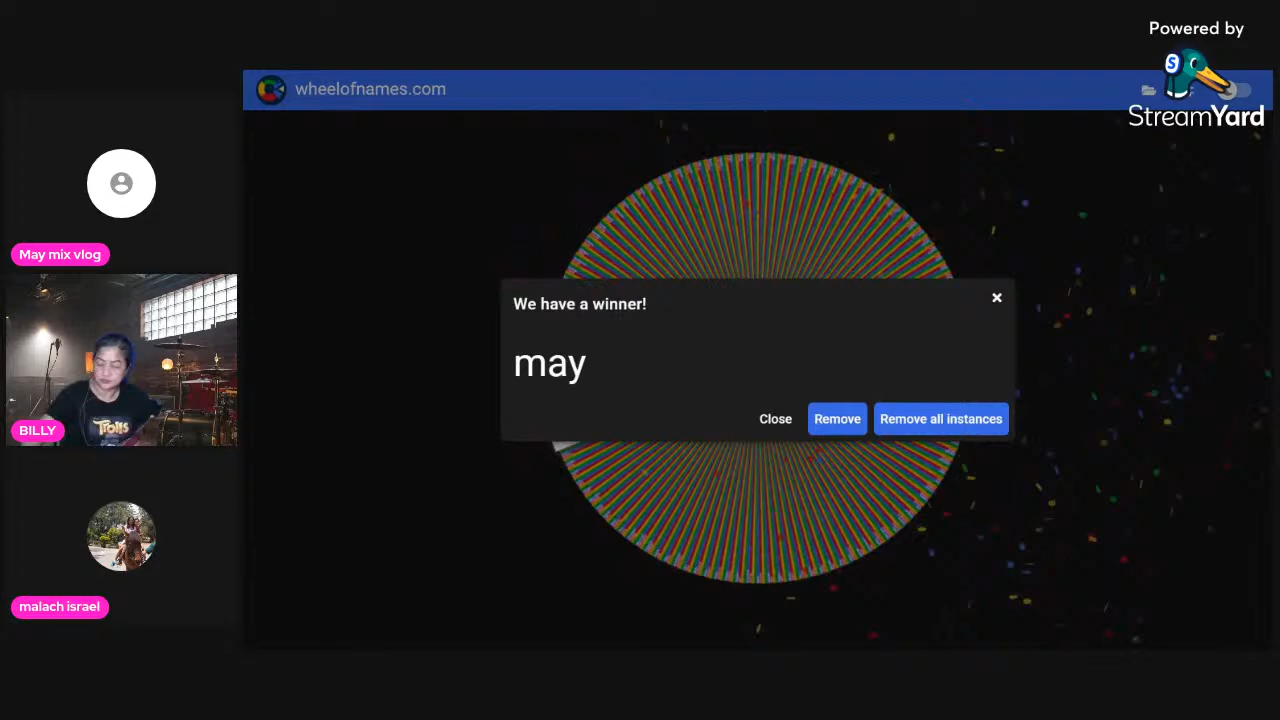 Powered by
StreamYard
wheelofnames.com
May mix vlog
We have a winner!
may
Close
Remove
Remove all instances
Trolls
BILLY
malach israel